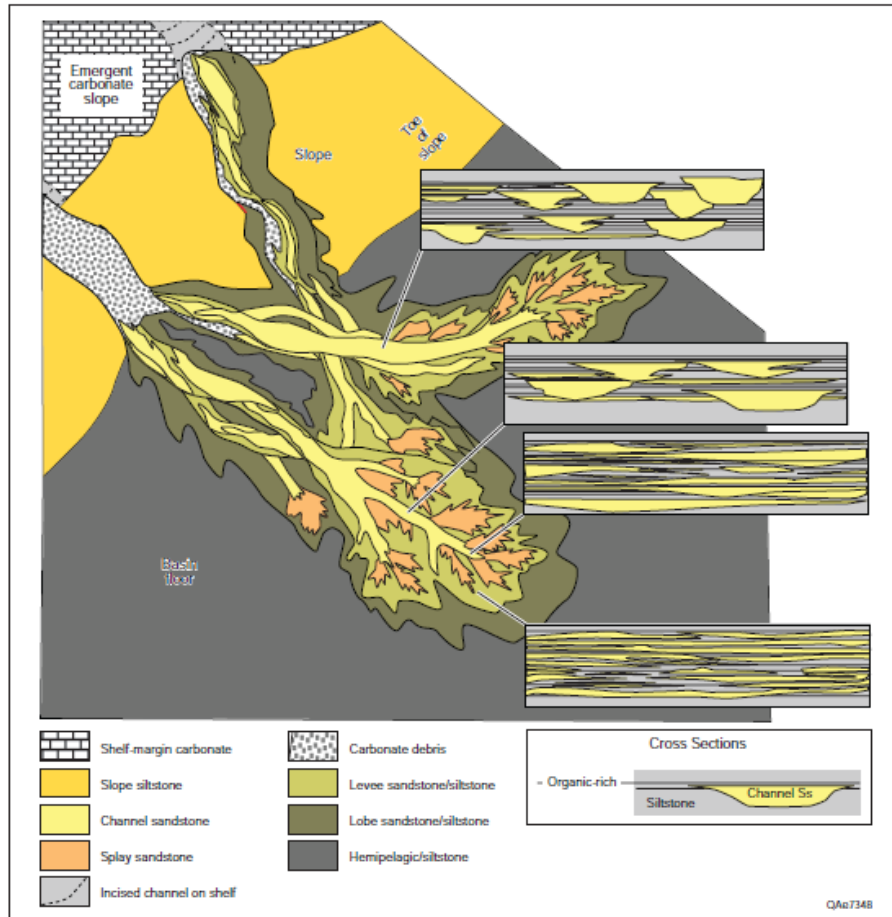 Emergent
carbonate
slope
Slope
Toe of
slope
Basin
floor
Shelf-margin carbonate
Slope siltstone
Channel sandstone
Splay sandstone
Incised channel on shelf
Carbonate debris
Levee sandstone/siltstone
Lobe sandstone/siltstone
Hemipelagic/siltstone
Cross Sections
Organic-rich
Channel Ss
Siltstone
QAe7348